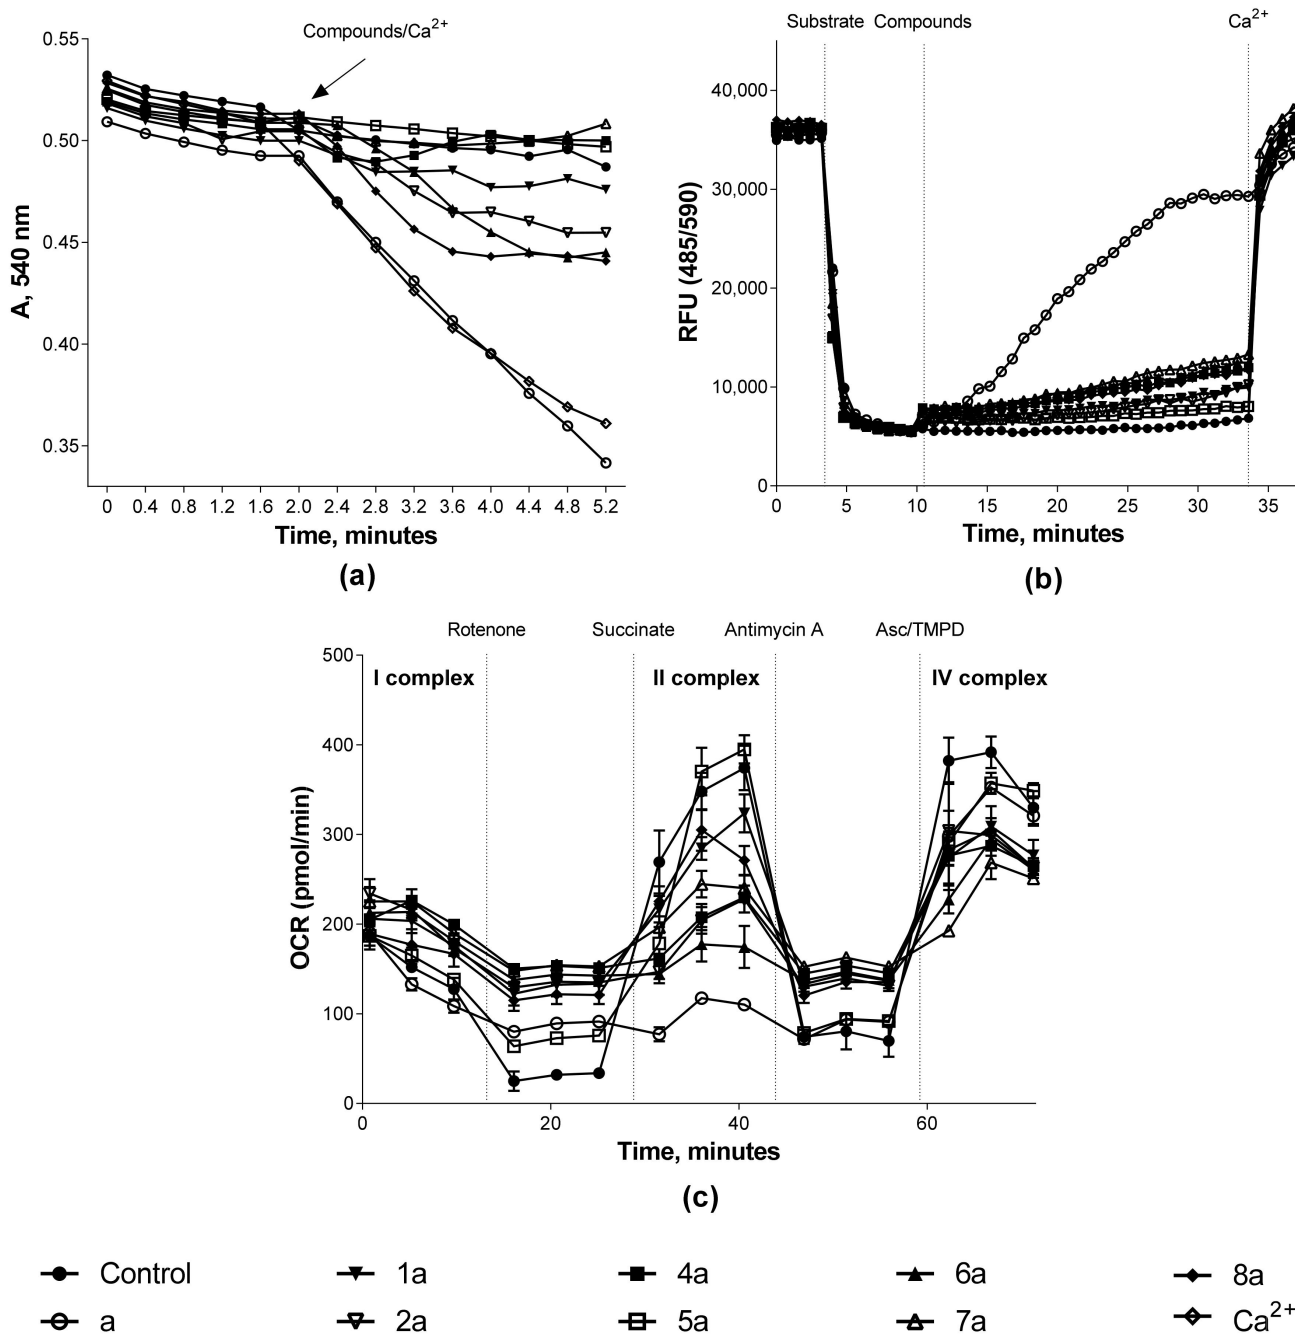 Compounds/Ca²⁺
0.55
0.50
0.45
0.40
0.35
A, 540 nm
0 0.4 0.8 1.2 1.6 2.0 2.4 2.8 3.2 3.6 4.0 4.4 4.8 5.2
Time, minutes
(a)
Substrate Compounds Ca²⁺
40,000
30,000
20,000
10,000
0
RFU (485/590)
0 5 10 15 20 25 30 35
Time, minutes
(b)
Rotenone Succinate Antimycin A Asc/TMPD
I complex II complex IV complex
500
400
300
200
100
0
OCR (pmol/min)
0 20 40 60
Time, minutes
(c)
Control 1a 4a 6a 8a
a 2a 5a 7a Ca²⁺